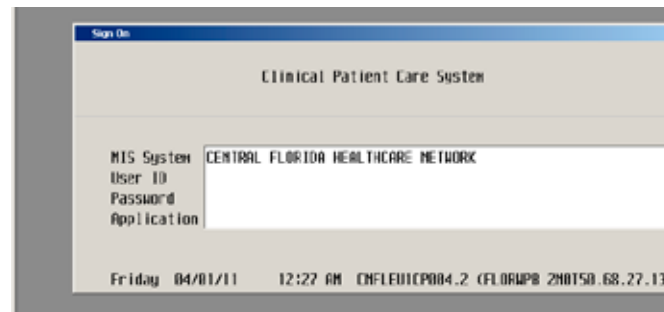 Sign On
Clinical Patient Care System
MIS System CENTRAL FLORIDA HEALTHCARE NETWORK
User ID
Password
Application
Friday 04/01/11 12:27 AM